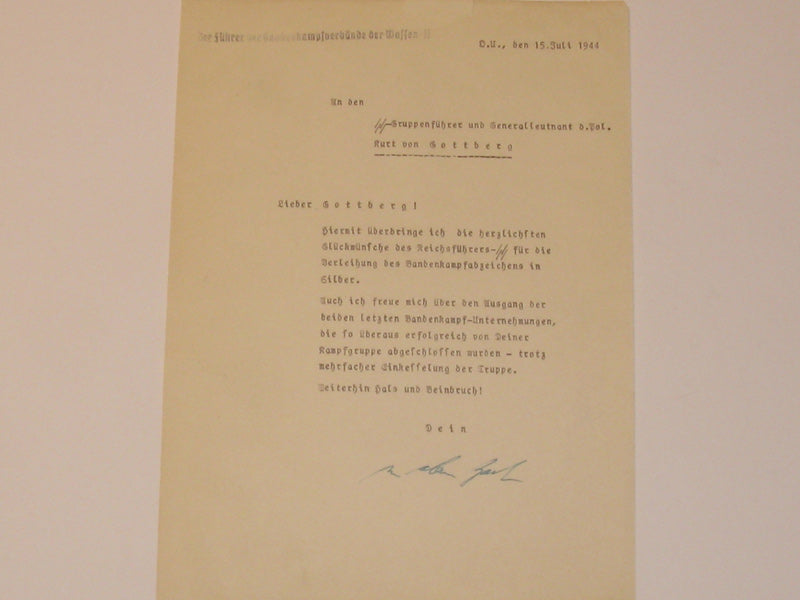 Der Führer der Bandenkampfverbände der Waffen-SS
O.U., den 15.Juli 1944
An den
SS-Gruppenführer und Generalleutnant d.Pol.
Kurt von Gottberg
Lieber Gottberg!
Hiermit überbringe ich die herzlichsten
Glückwünsche des Reichsführers-SS für die
Verleihung des Bandenkampfabzeichens in
Silber.
Auch ich freue mich über den Ausgang der
beiden letzten Bandenkampf-Unternehmungen,
die so überaus erfolgreich von Deiner
Kampfgruppe abgeschlossen wurden - trotz
mehrfacher Einkesselung der Truppe.
Weiterhin Hals und Beinbruch!
Dein